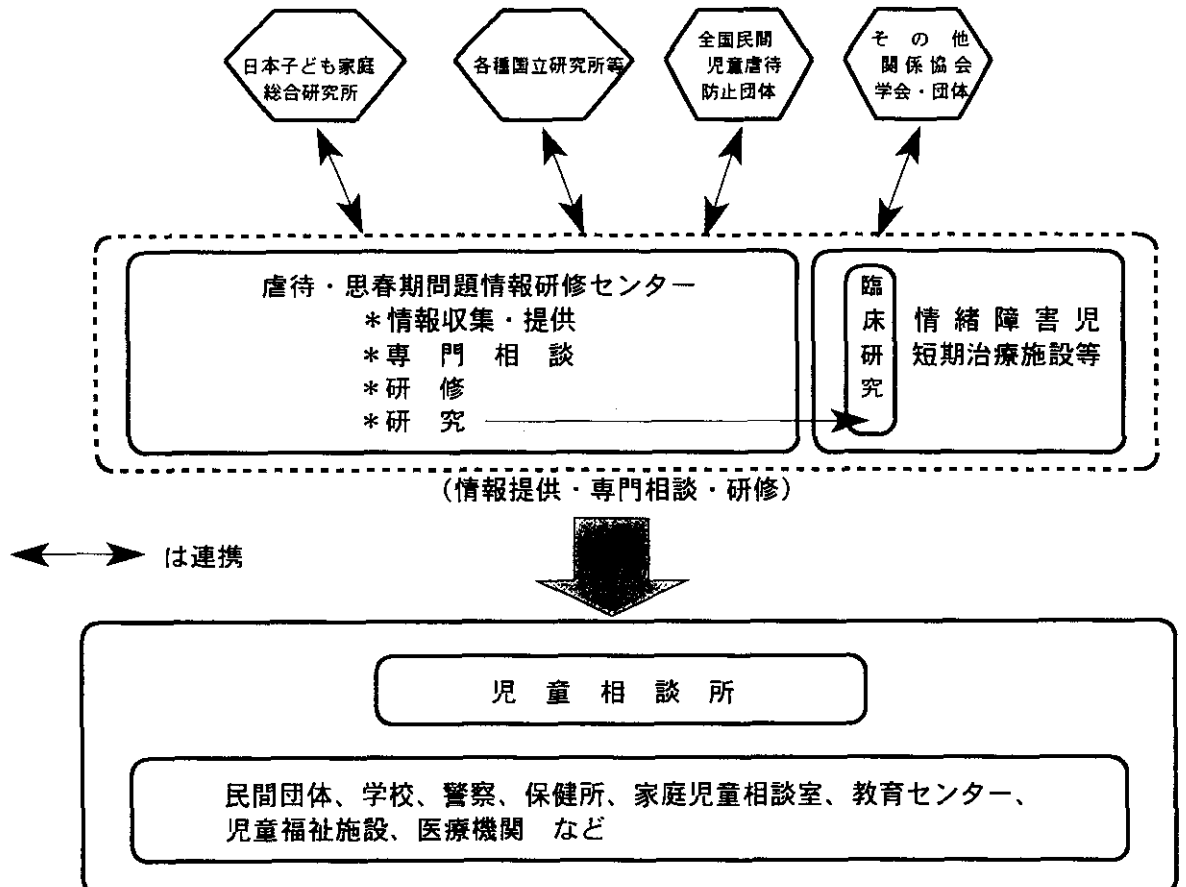 日本子ども家庭
総合研究所
各種国立研究所等
全国民間
児童虐待
防止団体
その他
関係協会
学会・団体
虐待・思春期問題情報研修センター
＊情報収集・提供
＊専門相談
＊研修
＊研究
臨床研究
情緒障害児
短期治療施設等
（情報提供・専門相談・研修）
は連携
児童相談所
民間団体、学校、警察、保健所、家庭児童相談室、教育センター、
児童福祉施設、医療機関 など